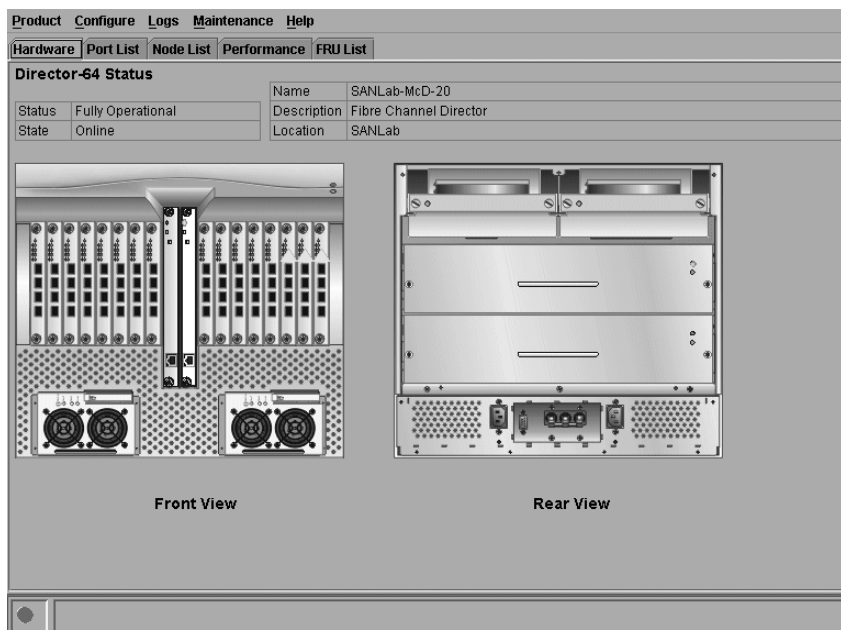 Product Configure Logs Maintenance Help
Hardware Port List Node List Performance FRU List
Director-64 Status
Name SANLab-McD-20
Status Fully Operational Description Fibre Channel Director
State Online Location SANLab
Front View Rear View